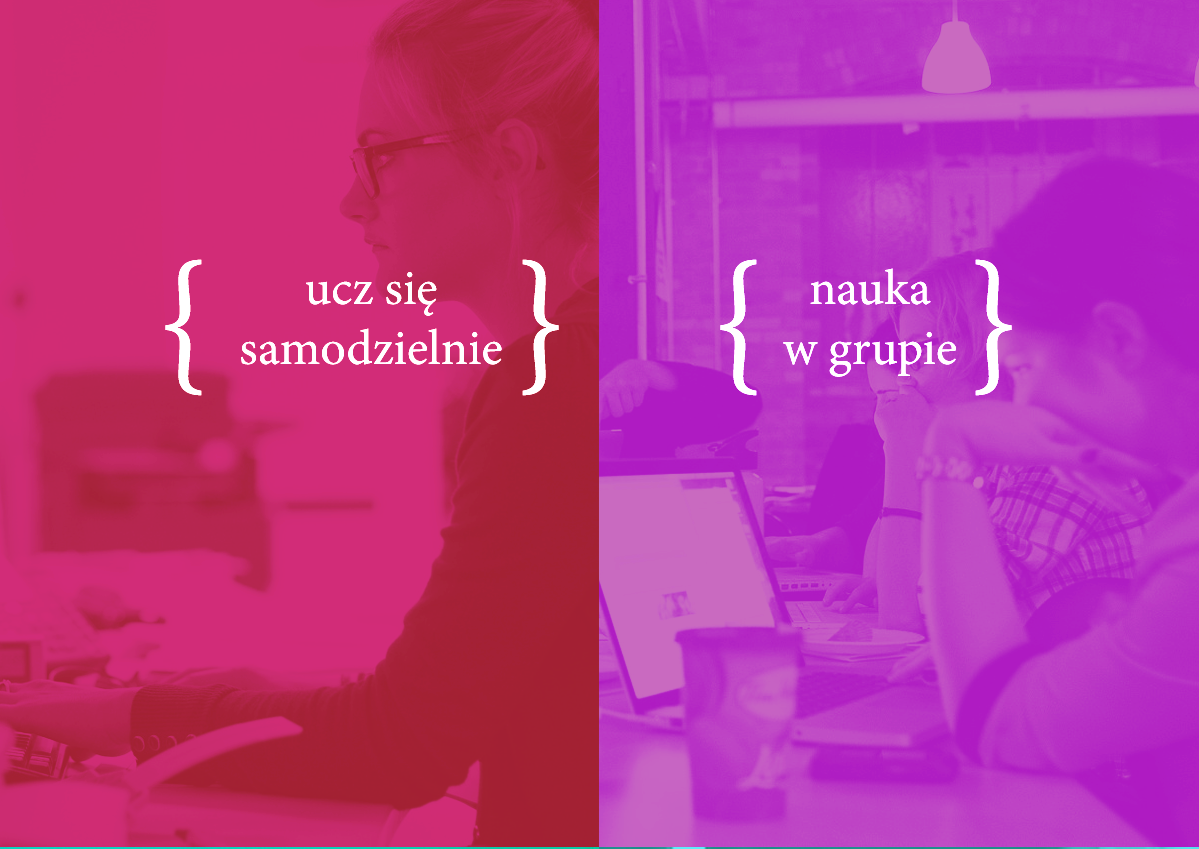 { ucz się
samodzielnie }
{ nauka
w grupie }